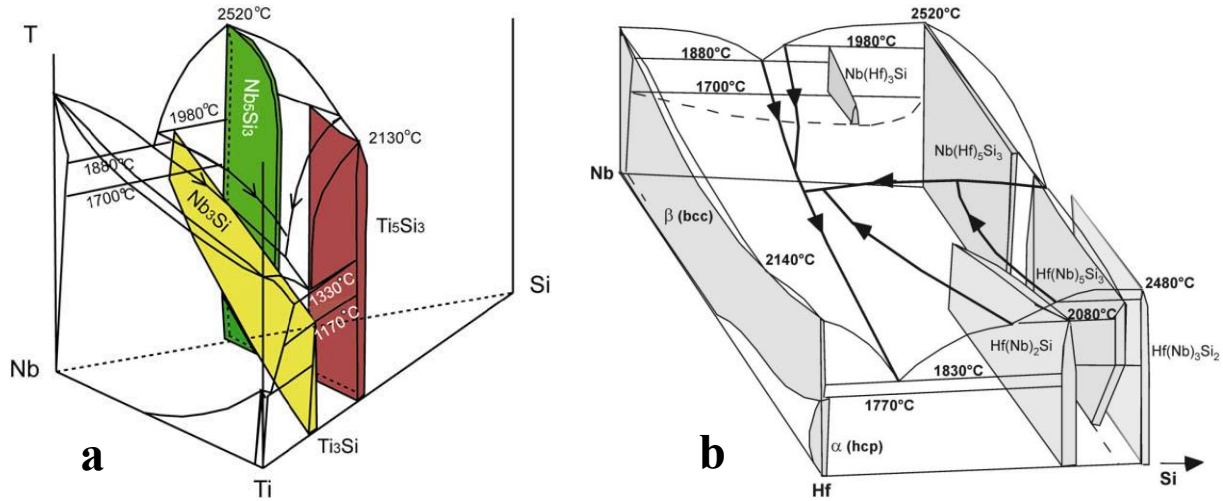 2520°C
T
1980°C
Nb₅Si₃
2130°C
1880°C
1700°C
Nb₃Si
Ti₅Si₃
Si
1330°C
1170°C
Nb
Ti₃Si
a
Ti
2520°C
1880°C
1980°C
Nb(Hf)₃Si
1700°C
Nb(Hf)₅Si₃
Nb
β (bcc)
2140°C
Hf(Nb)₅Si₃
2480°C
2080°C
Hf(Nb)₂Si
Hf(Nb)₃Si₂
1830°C
1770°C
α (hcp)
b
Si
Hf